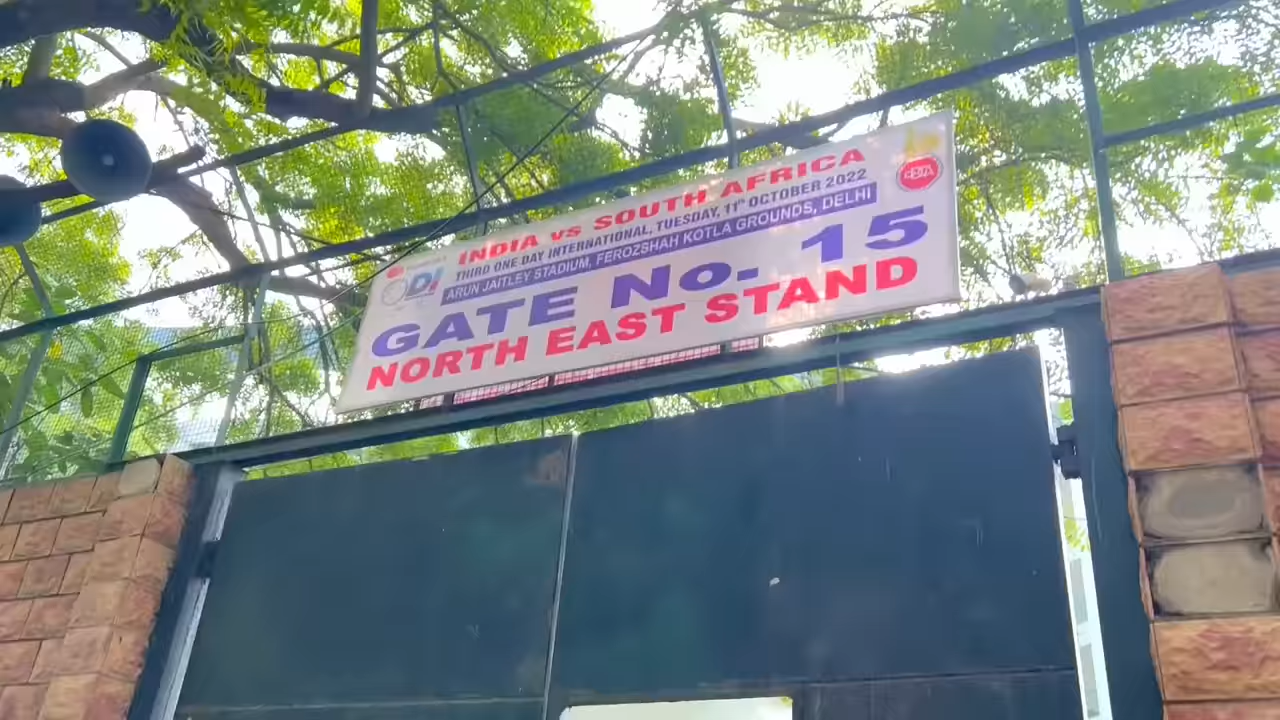 INDIA VS SOUTH AFRICA
THIRD ONE DAY INTERNATIONAL, TUESDAY, 11th OCTOBER 2022
ARUN JAITLEY STADIUM, FEROZSHAH KOTLA GROUNDS, DELHI
GATE No. 15
NORTH EAST STAND